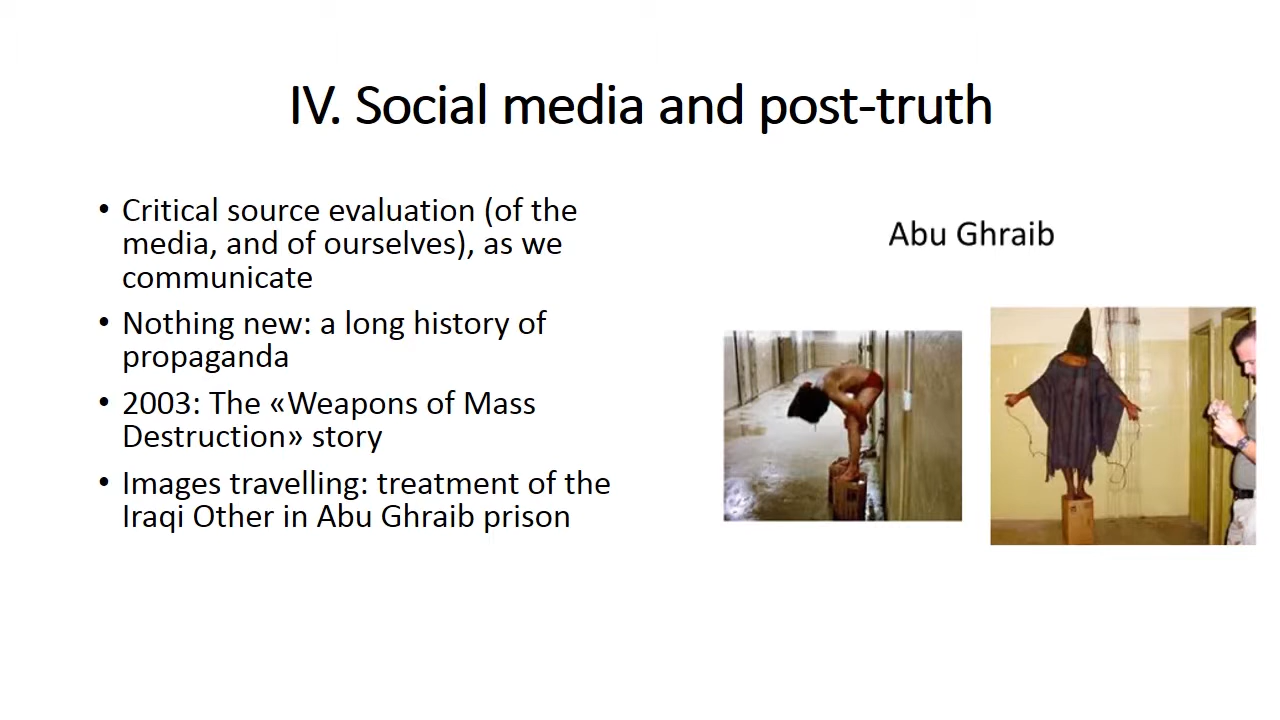 IV. Social media and post-truth
• Critical source evaluation (of the
media, and of ourselves), as we
communicate
• Nothing new: a long history of
propaganda
• 2003: The «Weapons of Mass
Destruction» story
• Images travelling: treatment of the
Iraqi Other in Abu Ghraib prison
Abu Ghraib